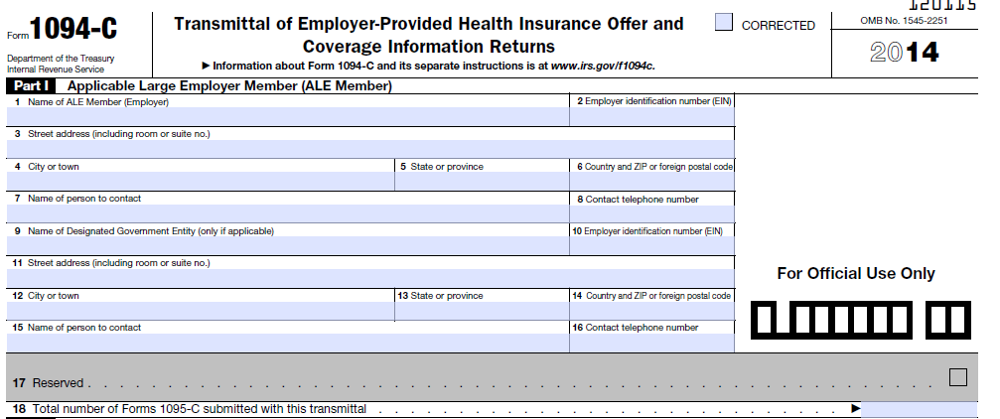 120115
Form 1094-C
Department of the Treasury
Internal Revenue Service
Transmittal of Employer-Provided Health Insurance Offer and
Coverage Information Returns
▶ Information about Form 1094-C and its separate instructions is at www.irs.gov/f1094c.
CORRECTED
OMB No. 1545-2251
2014
Part I Applicable Large Employer Member (ALE Member)
1 Name of ALE Member (Employer) 2 Employer identification number (EIN)
3 Street address (including room or suite no.)
4 City or town 5 State or province 6 Country and ZIP or foreign postal code
7 Name of person to contact 8 Contact telephone number
9 Name of Designated Government Entity (only if applicable) 10 Employer identification number (EIN)
11 Street address (including room or suite no.)
For Official Use Only
12 City or town 13 State or province 14 Country and ZIP or foreign postal code
15 Name of person to contact 16 Contact telephone number
17 Reserved . . . . . . . . . . . . . . . . . . . . . . . . . . . . . . . . . . . . . . . . . . . .
18 Total number of Forms 1095-C submitted with this transmittal . . . . . . . . . . . . . . . . . . . . . . . . ▶